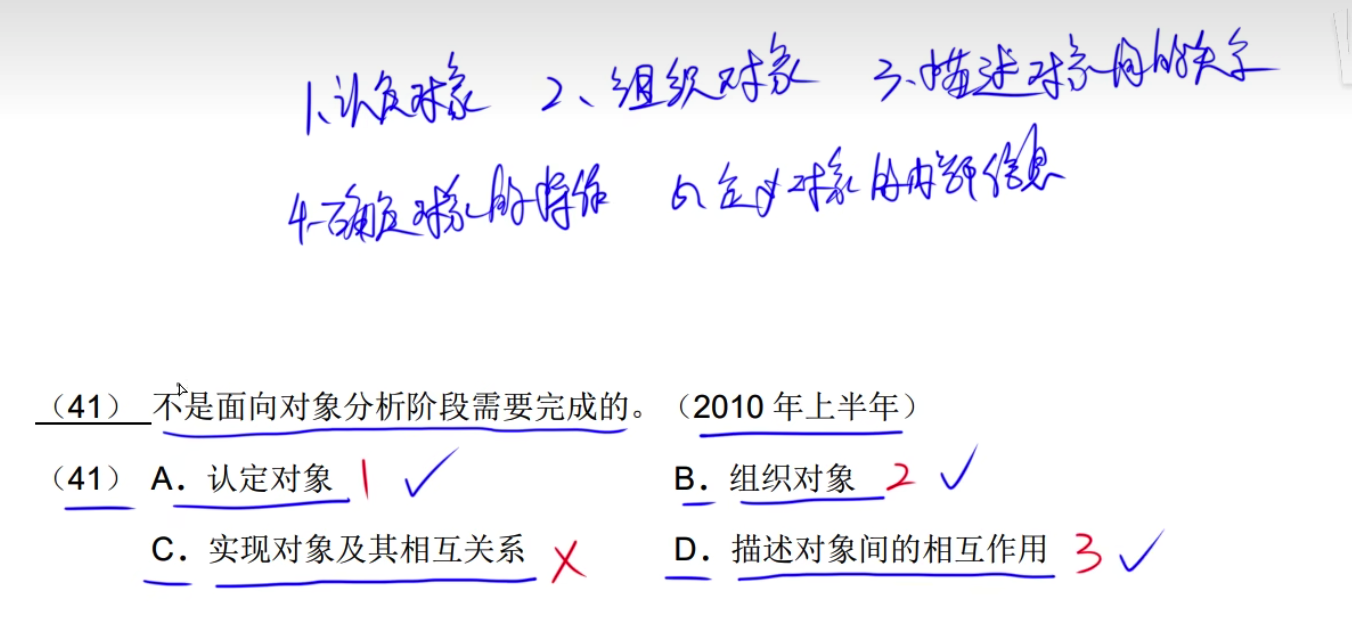 1、认定对象 2、组织对象 3、描述对象间的关系
4、确定对象的操作 5、定义对象的内部信息
（41） 不是面向对象分析阶段需要完成的。（2010 年上半年）
（41） A．认定对象 1 ✓ B．组织对象 2 ✓
C．实现对象及其相互关系 × D．描述对象间的相互作用 3 ✓